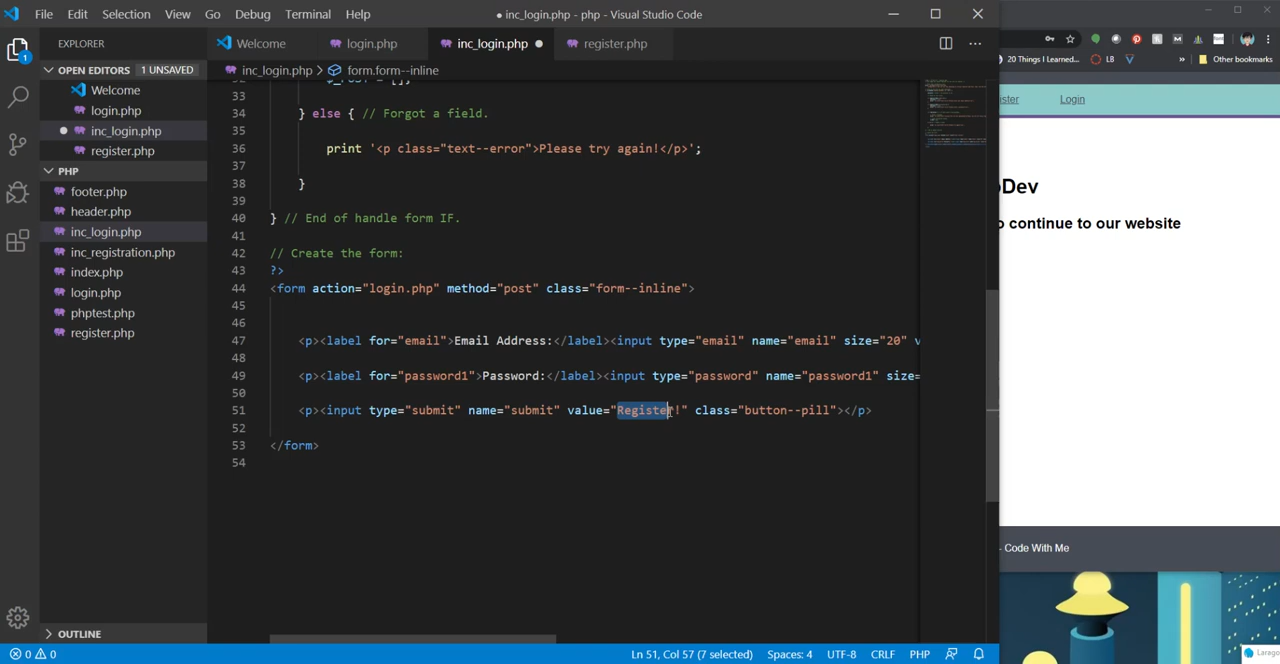 File Edit Selection View Go Debug Terminal Help
● inc_login.php - php - Visual Studio Code
EXPLORER
Welcome login.php inc_login.php ● register.php
OPEN EDITORS 1 UNSAVED
Welcome
login.php
inc_login.php
register.php
PHP
footer.php
header.php
inc_login.php
inc_registration.php
index.php
login.php
phptest.php
register.php
OUTLINE
inc_login.php > form.form--inline
32 $_POST = [];
33
34 } else { // Forgot a field.
35
36 print '<p class="text--error">Please try again!</p>';
37
38 }
39
40 } // End of handle form IF.
41
42 // Create the form:
43 ?>
44 <form action="login.php" method="post" class="form--inline">
45
46
47 <p><label for="email">Email Address:</label><input type="email" name="email" size="20" v
48
49 <p><label for="password1">Password:</label><input type="password" name="password1" size=
50
51 <p><input type="submit" name="submit" value="Register!" class="button--pill"></p>
52
53 </form>
54
1
0 0
Ln 51, Col 57 (7 selected) Spaces: 4 UTF-8 CRLF PHP
20 Things I Learned... LB » Other bookmarks
ister Login
Dev
o continue to our website
- Code With Me
Larago